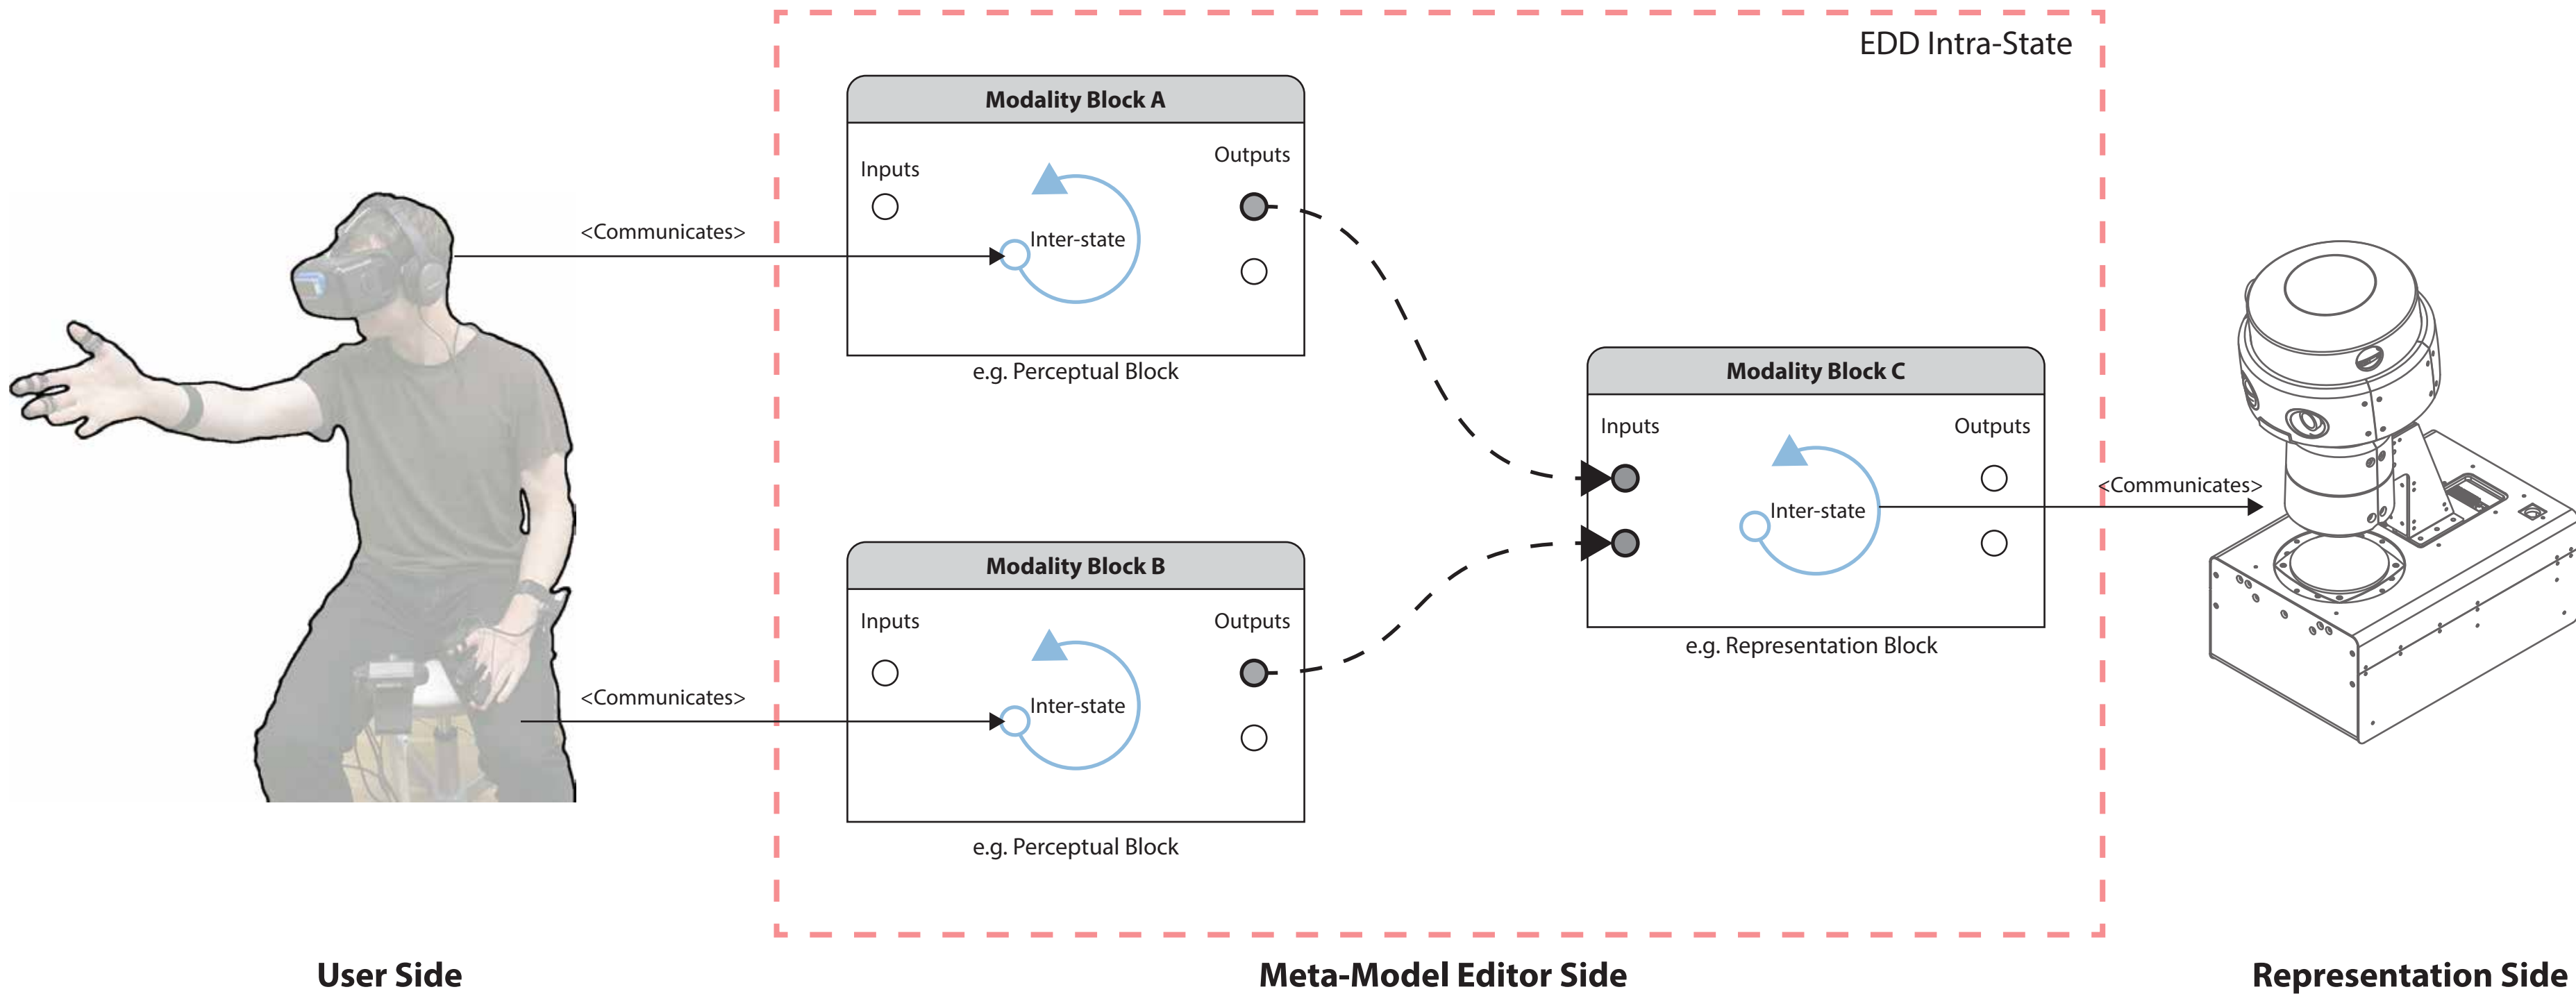 EDD Intra-State
Modality Block A
Inputs
Outputs
<Communicates>
Inter-state
e.g. Perceptual Block
Modality Block B
Inputs
Outputs
<Communicates>
Inter-state
e.g. Perceptual Block
Modality Block C
Inputs
Outputs
Inter-state
<Communicates>
e.g. Representation Block
User Side
Meta-Model Editor Side
Representation Side